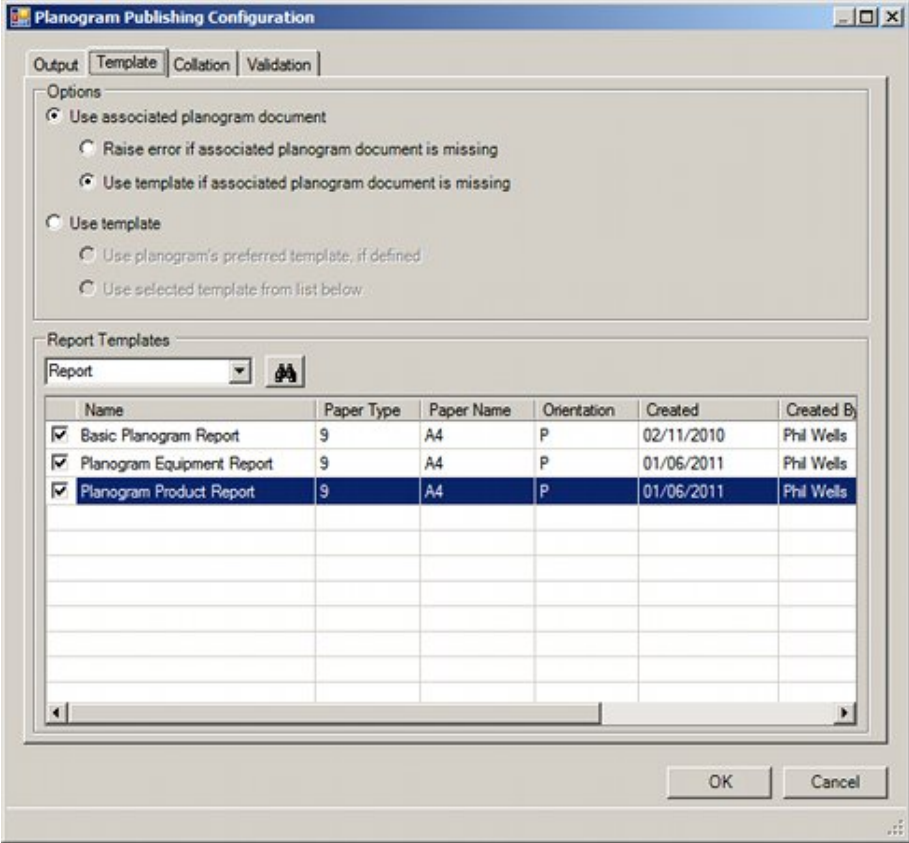 Planogram Publishing Configuration
Output Template Collation Validation
Options
Use associated planogram document
Raise error if associated planogram document is missing
Use template if associated planogram document is missing
Use template
Use planogram's preferred template, if defined
Use selected template from list below
Report Templates
Report
Name Paper Type Paper Name Orientation Created Created By
Basic Planogram Report 9 A4 P 02/11/2010 Phil Wells
Planogram Equipment Report 9 A4 P 01/06/2011 Phil Wells
Planogram Product Report 9 A4 P 01/06/2011 Phil Wells
OK Cancel